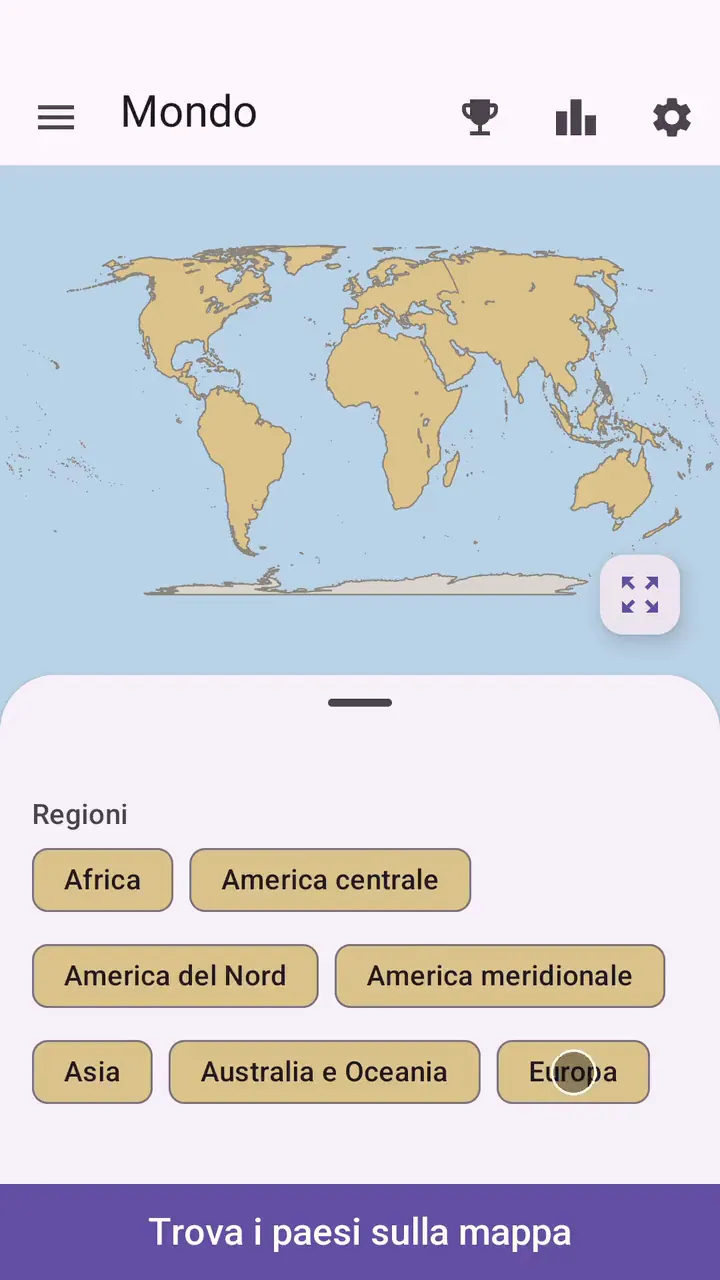 Mondo
Regioni
Africa
America centrale
America del Nord
America meridionale
Asia
Australia e Oceania
Europa
Trova i paesi sulla mappa